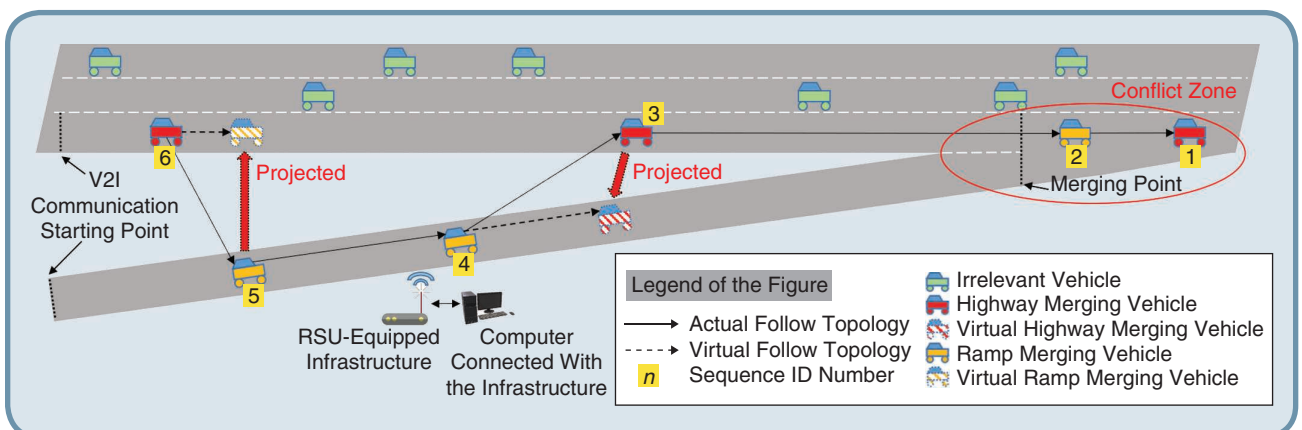 Conflict Zone
3
6
2
1
V2I
Communication
Starting Point
Projected
Projected
Merging Point
4
5
RSU-Equipped
Infrastructure
Computer
Connected With
the Infrastructure
Legend of the Figure
Actual Follow Topology
Virtual Follow Topology
n Sequence ID Number
Irrelevant Vehicle
Highway Merging Vehicle
Virtual Highway Merging Vehicle
Ramp Merging Vehicle
Virtual Ramp Merging Vehicle